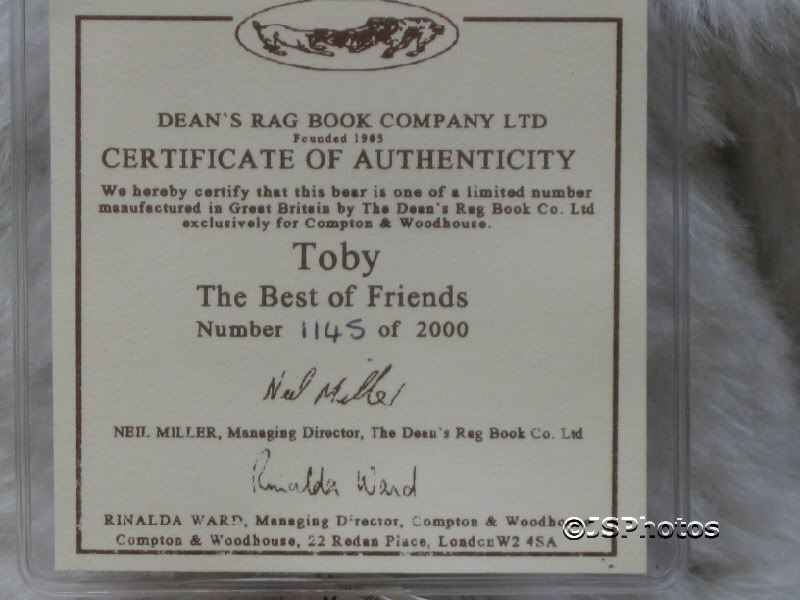 DEAN'S RAG BOOK COMPANY LTD
Founded 1903
CERTIFICATE OF AUTHENTICITY
We hereby certify that this bear is one of a limited number
manufactured in Great Britain by The Dean's Rag Book Co. Ltd
exclusively for Compton & Woodhouse.
Toby
The Best of Friends
Number 1145 of 2000
Neil Miller
NEIL MILLER, Managing Director, The Dean's Rag Book Co. Ltd
Rinalda Ward
RINALDA WARD, Managing Director, Compton & Woodho
Compton & Woodhouse, 22 Redan Place, London W2 4SA
©JSPhotos